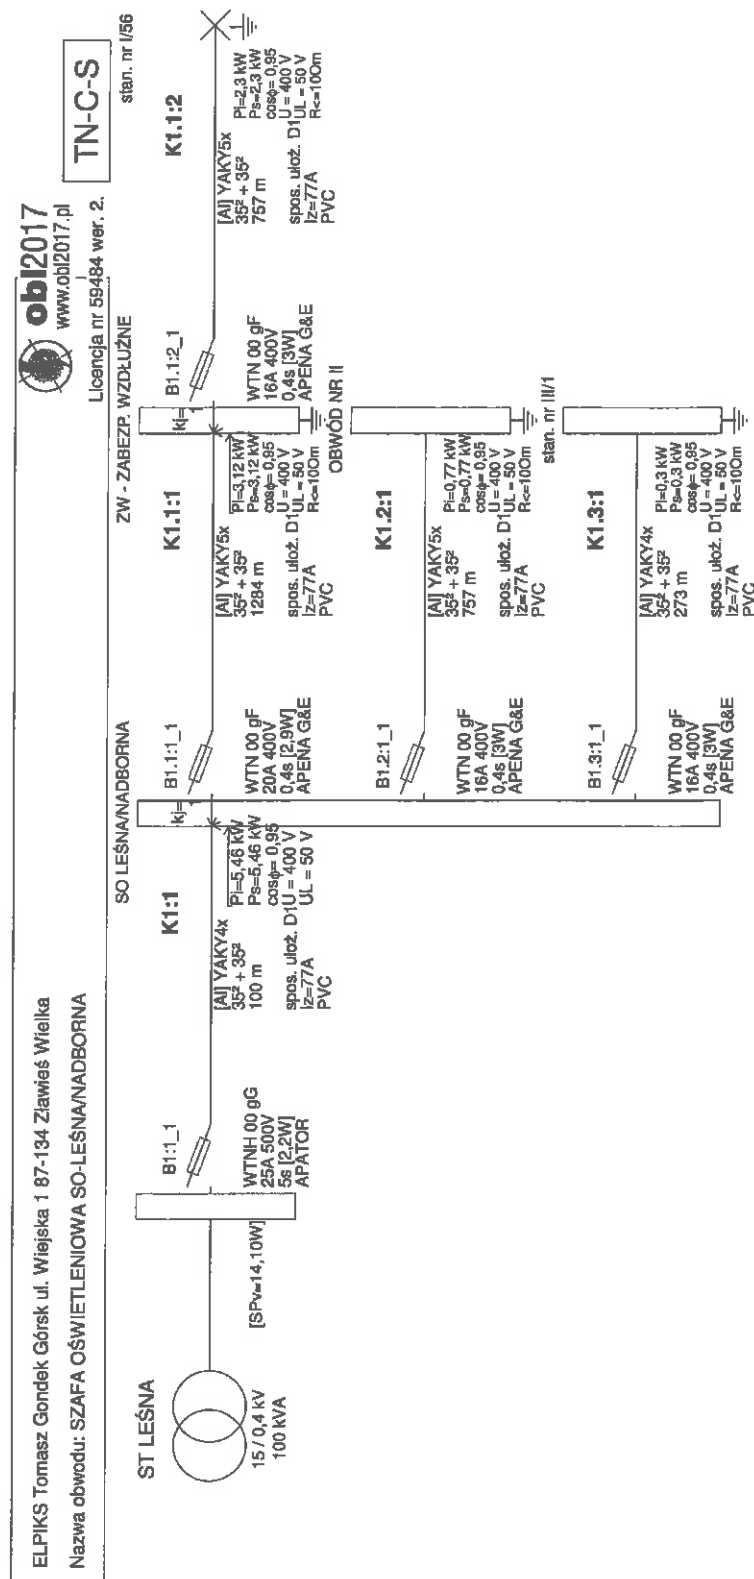 ELPIKS Tomasz Gondek Górsk ul. Wiejska 1 87-134 Zławieś Wielka
Nazwa obwodu: SZAFA OŚWIETLENIOWA SO-LEŚNA/NADBORNA
obl2017
www.obl2017.pl
Licencja nr 59484 wer. 2.
TN-C-S
ST LEŚNA
15 / 0,4 kV
100 kVA
[SPv=14,10W]
B1:1_1
WTNH 00 gG
25A 500V
5s [2,2W]
APATOR
K1:1
[Al] YAKY4x
35² + 35²
100 m
spos. ułoż. D1
Iz=77A
PVC
SO LEŚNA/NADBORNA
kj=
1
Pi=5,46 kW
Ps=5,46 kW
cosϕ= 0,95
U = 400 V
UL = 50 V
B1.1:1_1
WTN 00 gF
20A 400V
0,4s [2,9W]
APENA G&E
K1.1:1
[Al] YAKY5x
35² + 35²
1284 m
spos. ułoż. D1
Iz=77A
PVC
ZW - ZABEZP. WZDŁUŻNE
kj=
1
Pi=3,12 kW
Ps=3,12 kW
cosϕ= 0,95
U = 400 V
UL = 50 V
R<=10Om
B1.1:2_1
WTN 00 gF
16A 400V
0,4s [3W]
APENA G&E
K1.1:2
[Al] YAKY5x
35² + 35²
757 m
spos. ułoż. D1
Iz=77A
PVC
stan. nr I/56
Pi=2,3 kW
Ps=2,3 kW
cosϕ= 0,95
U = 400 V
UL = 50 V
R<=10Om
B1.2:1_1
WTN 00 gF
16A 400V
0,4s [3W]
APENA G&E
K1.2:1
[Al] YAKY5x
35² + 35²
757 m
spos. ułoż. D1
Iz=77A
PVC
OBWÓD NR II
Pi=0,77 kW
Ps=0,77 kW
cosϕ= 0,95
U = 400 V
UL = 50 V
R<=10Om
B1.3:1_1
WTN 00 gF
16A 400V
0,4s [3W]
APENA G&E
K1.3:1
[Al] YAKY4x
35² + 35²
273 m
spos. ułoż. D1
Iz=77A
PVC
stan. nr III/1
Pi=0,3 kW
Ps=0,3 kW
cosϕ= 0,95
U = 400 V
UL = 50 V
R<=10Om